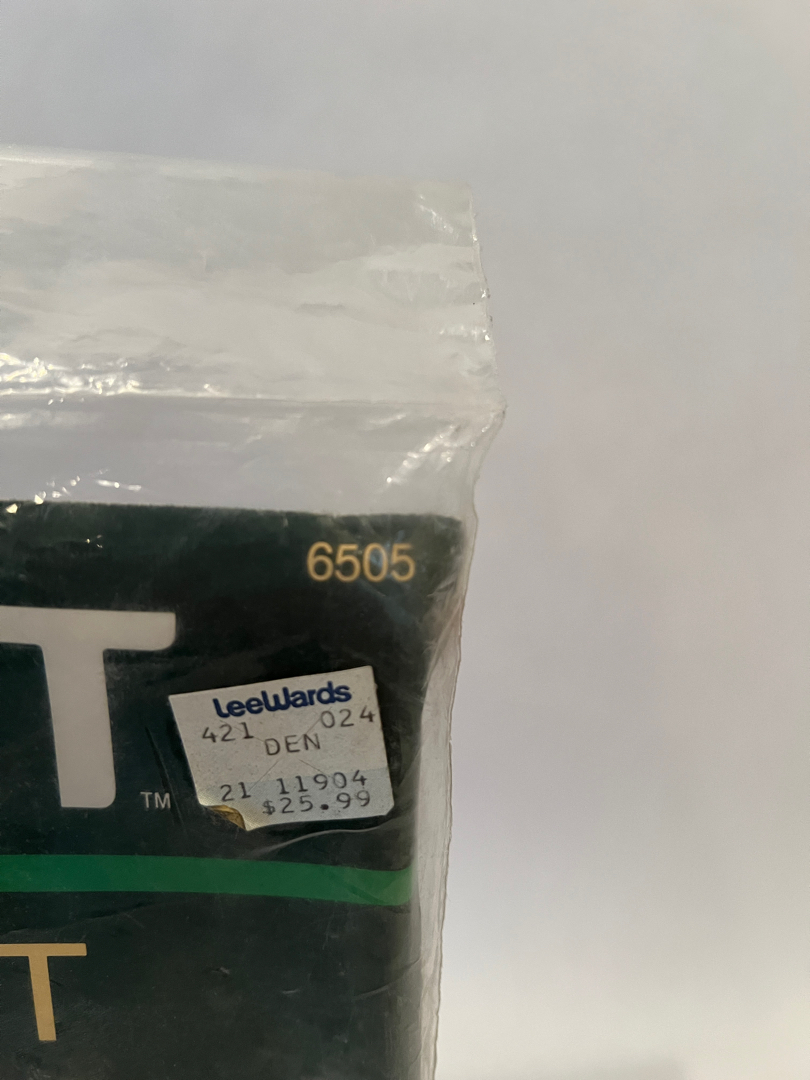 6505
T
TM
LeeWards
421 024
DEN
21 11904
$25.99
T